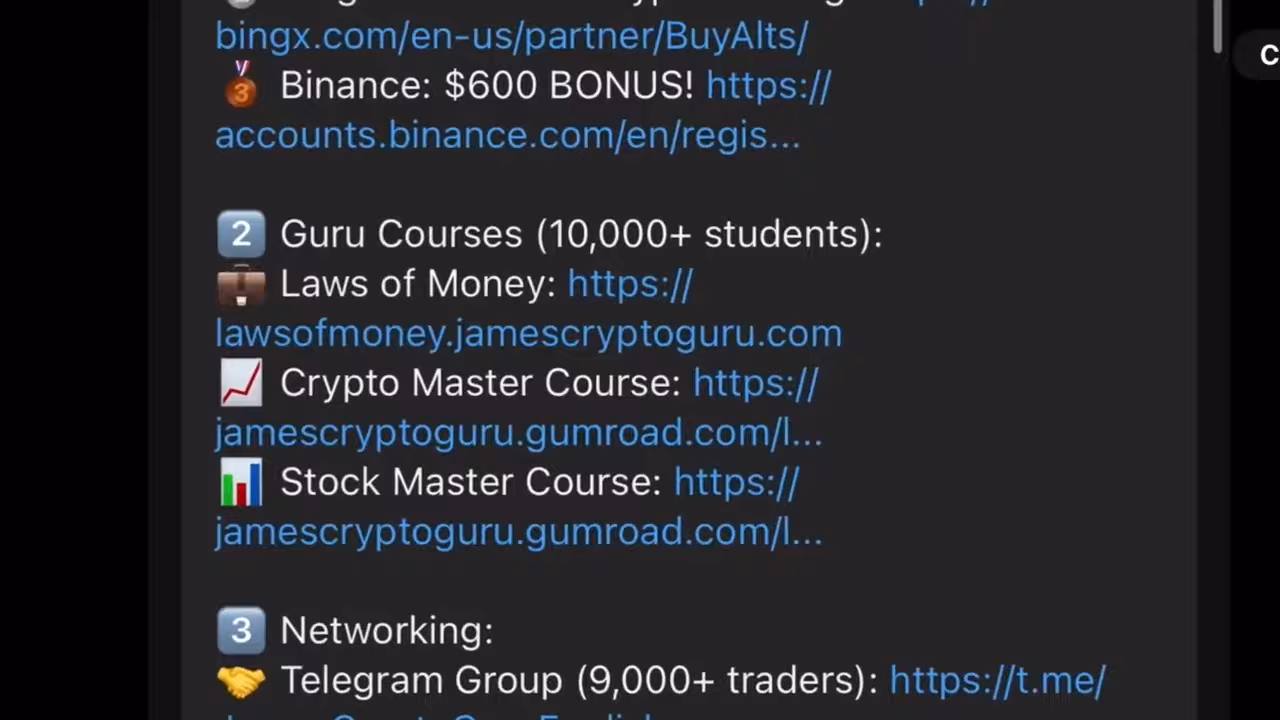 bingx.com/en-us/partner/BuyAlts/
C
3 Binance: $600 BONUS! https://
accounts.binance.com/en/regis...
2 Guru Courses (10,000+ students):
Laws of Money: https://
lawsofmoney.jamescryptoguru.com
Crypto Master Course: https://
jamescryptoguru.gumroad.com/l...
Stock Master Course: https://
jamescryptoguru.gumroad.com/l...
3 Networking:
Telegram Group (9,000+ traders): https://t.me/